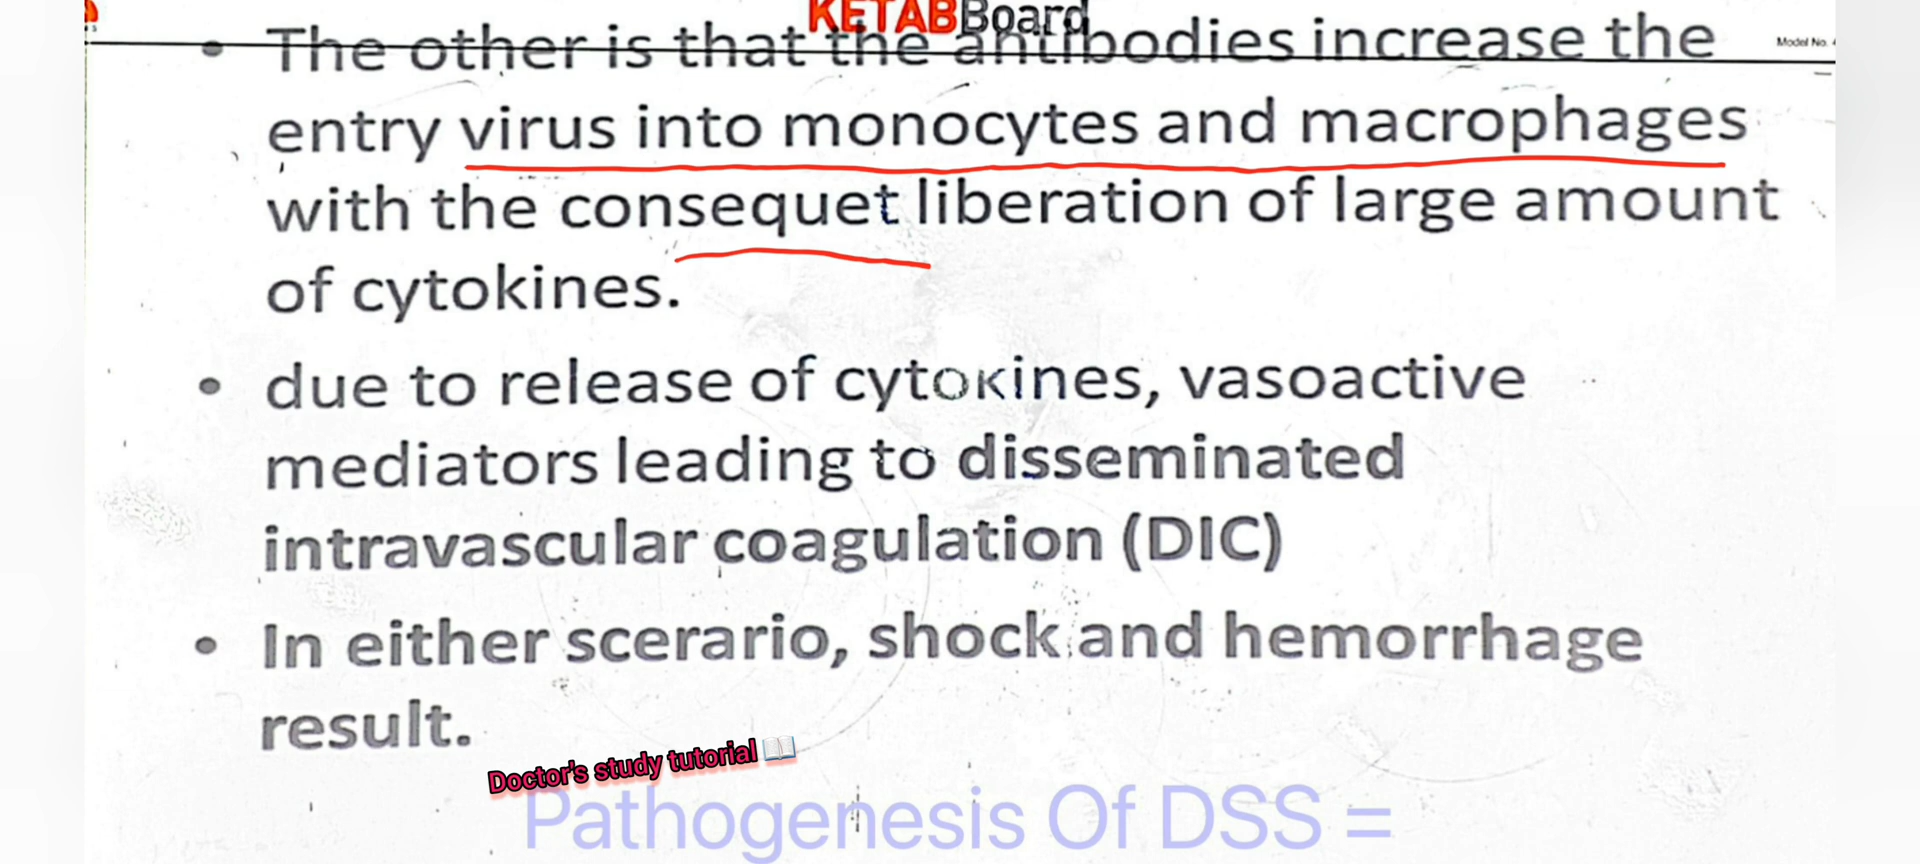 KETABBoard
Model No.
• The other is that the antibodies increase the
entry virus into monocytes and macrophages
with the consequet liberation of large amount
of cytokines.
• due to release of cytokines, vasoactive
mediators leading to disseminated
intravascular coagulation (DIC)
• In either scerario, shock and hemorrhage
result.
Doctor's study tutorial
Pathogenesis Of DSS =